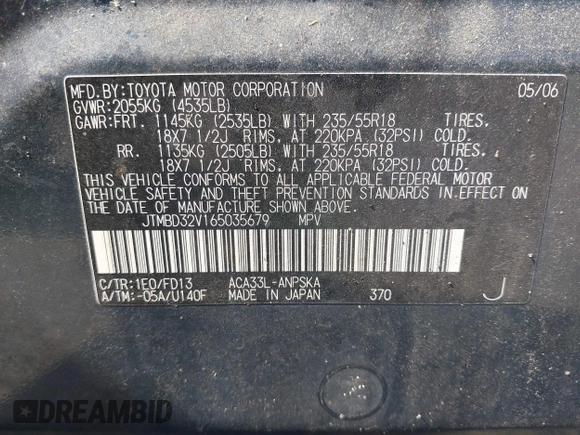 MFD.BY:TOYOTA MOTOR CORPORATION 05/06
GVWR:2055KG (4535LB)
GAWR:FRT. 1145KG (2535LB) WITH 235/55R18 TIRES,
18X7 1/2J RIMS, AT 220KPA (32PSI) COLD.
RR. 1135KG (2505LB) WITH 235/55R18 TIRES,
18X7 1/2J RIMS, AT 220KPA (32PSI) COLD.
THIS VEHICLE CONFORMS TO ALL APPLICABLE FEDERAL MOTOR
VEHICLE SAFETY AND THEFT PREVENTION STANDARDS IN EFFECT ON
THE DATE OF MANUFACTURE SHOWN ABOVE.
JTMBD32V165035679 MPV
C/TR:1E0/FD13 ACA33L-ANPSKA
A/TM:-05A/U140F MADE IN JAPAN 370 J
DREAMBID